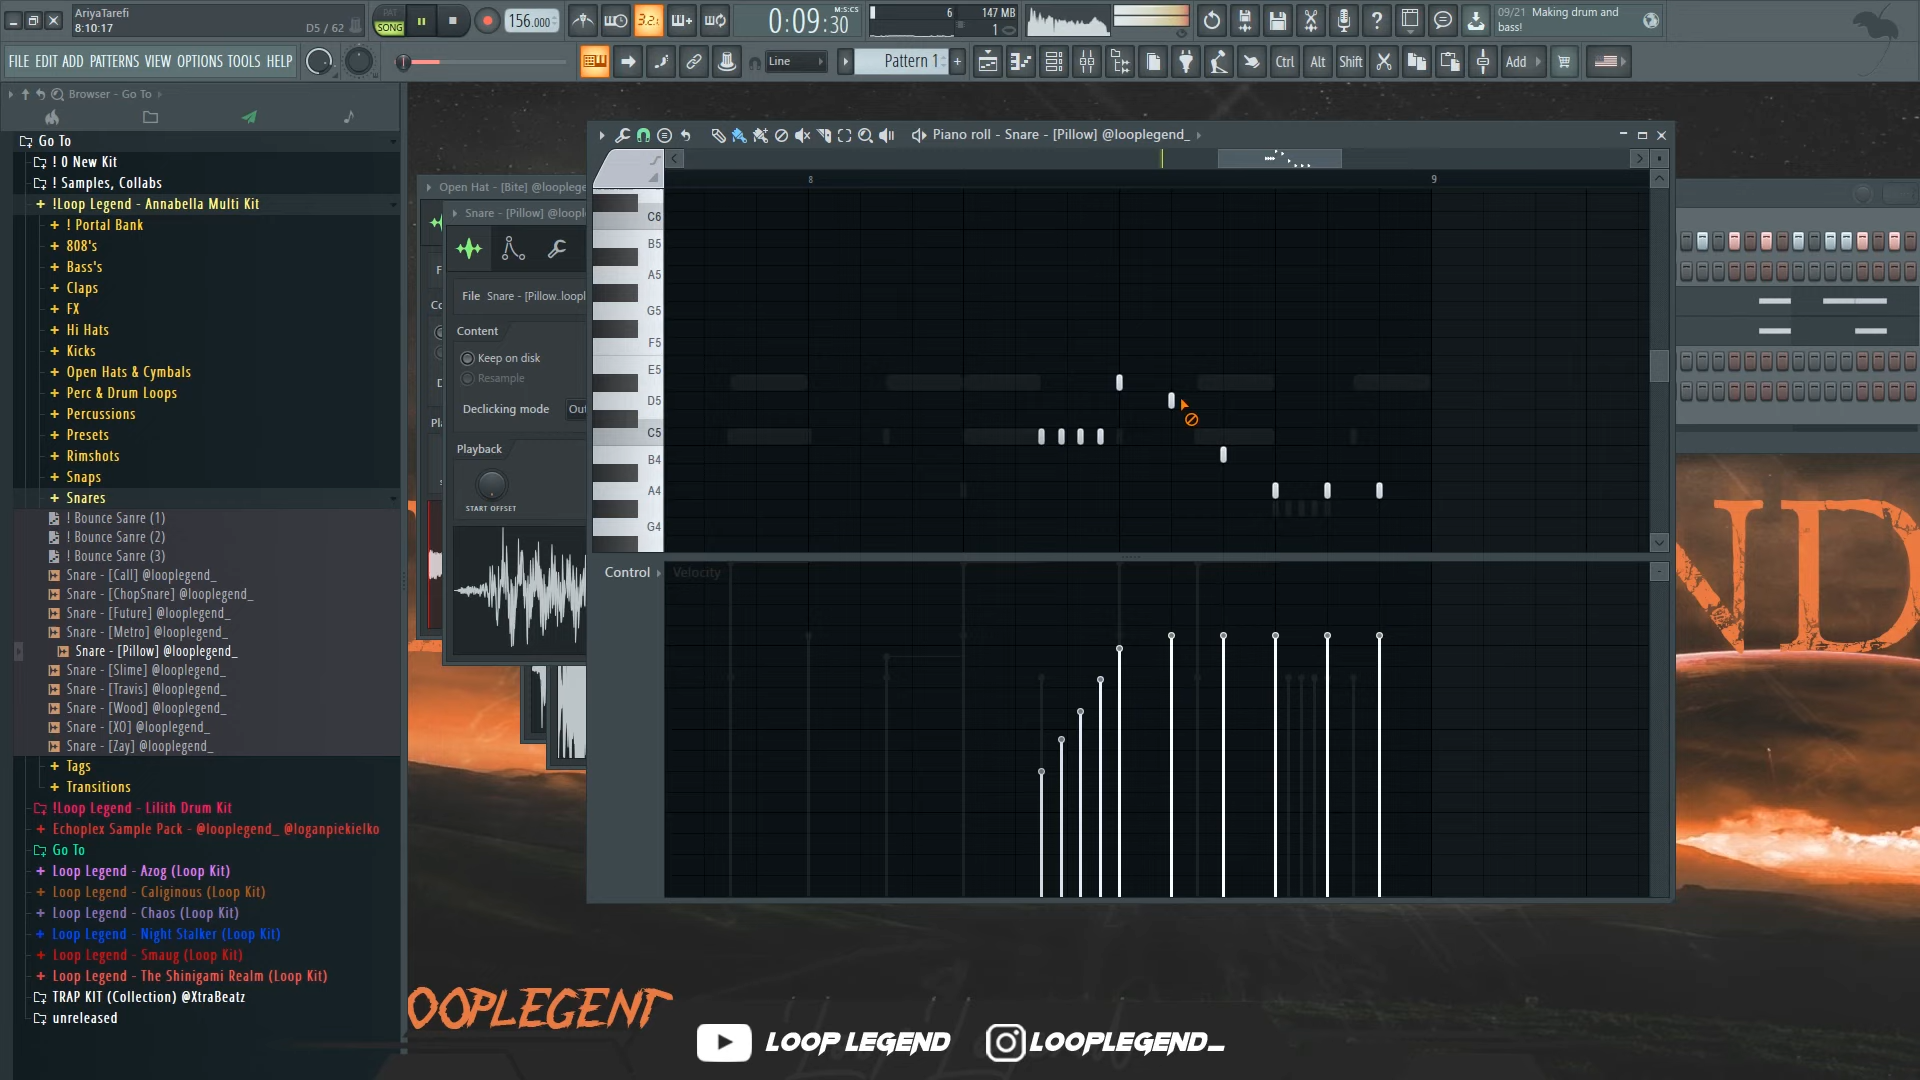 AriyaTarefi
8:10:17
D5 / 62
PAT
SONG
156.000
3.2.
0:09:30
M:S:CS
6
147 MB
1
09/21 Making drum and
bass!
FILE EDIT ADD PATTERNS VIEW OPTIONS TOOLS HELP
Line
Pattern 1
+
Ctrl
Alt
Shift
Add
Browser - Go To
Go To
! 0 New Kit
! Samples, Collabs
!Loop Legend - Annabella Multi Kit
! Portal Bank
808's
Bass's
Claps
FX
Hi Hats
Kicks
Open Hats & Cymbals
Perc & Drum Loops
Percussions
Presets
Rimshots
Snaps
Snares
! Bounce Sanre (1)
! Bounce Sanre (2)
! Bounce Sanre (3)
Snare - [Call] @looplegend_
Snare - [ChopSnare] @looplegend_
Snare - [Future] @looplegend_
Snare - [Metro] @looplegend_
Snare - [Pillow] @looplegend_
Snare - [Slime] @looplegend_
Snare - [Travis] @looplegend_
Snare - [Wood] @looplegend_
Snare - [XO] @looplegend_
Snare - [Zay] @looplegend_
Tags
Transitions
!Loop Legend - Lilith Drum Kit
Echoplex Sample Pack - @looplegend_ @loganpiekielko
Go To
Loop Legend - Azog (Loop Kit)
Loop Legend - Caliginous (Loop Kit)
Loop Legend - Chaos (Loop Kit)
Loop Legend - Night Stalker (Loop Kit)
Loop Legend - Smaug (Loop Kit)
Loop Legend - The Shinigami Realm (Loop Kit)
TRAP KIT (Collection) @XtraBeatz
unreleased
Open Hat - [Bite] @looplege
Snare - [Pillow] @loopl
File Snare - [Pillow..loopl
Content
Keep on disk
Resample
Declicking mode Out
Playback
START OFFSET
Piano roll - Snare - [Pillow] @looplegend_
8
9
C6
B5
A5
G5
F5
E5
D5
C5
B4
A4
G4
Control
Velocity
ND
OOPLEGENT
LOOP LEGEND
LOOPLEGEND_